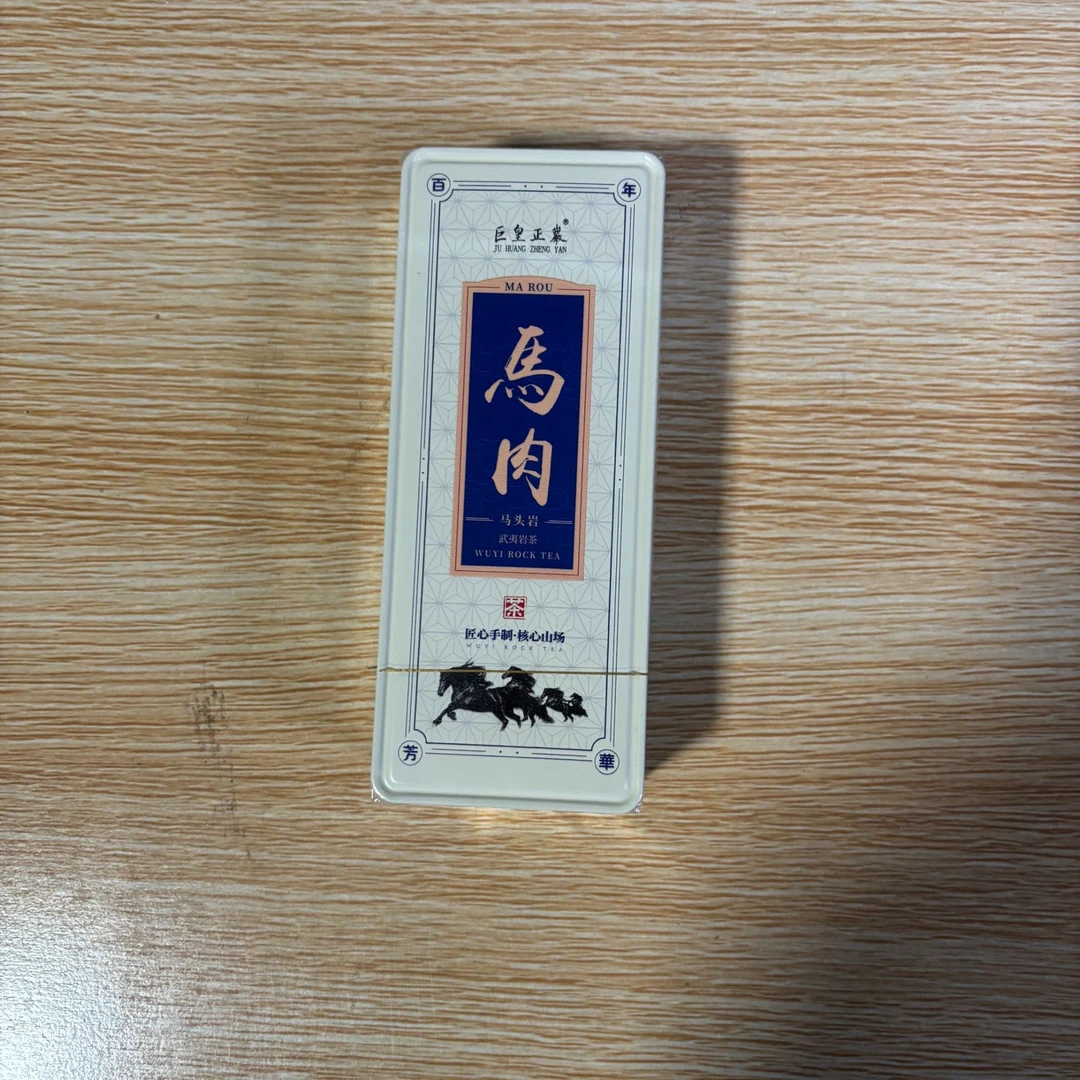 百 年
巨皇正巖®
JU HUANG ZHENG YAN
MA ROU
馬
肉
马头岩
武夷岩茶
WUYI ROCK TEA
茶
匠心手制·核心山场
WUYI ROCK TEA
芳 華